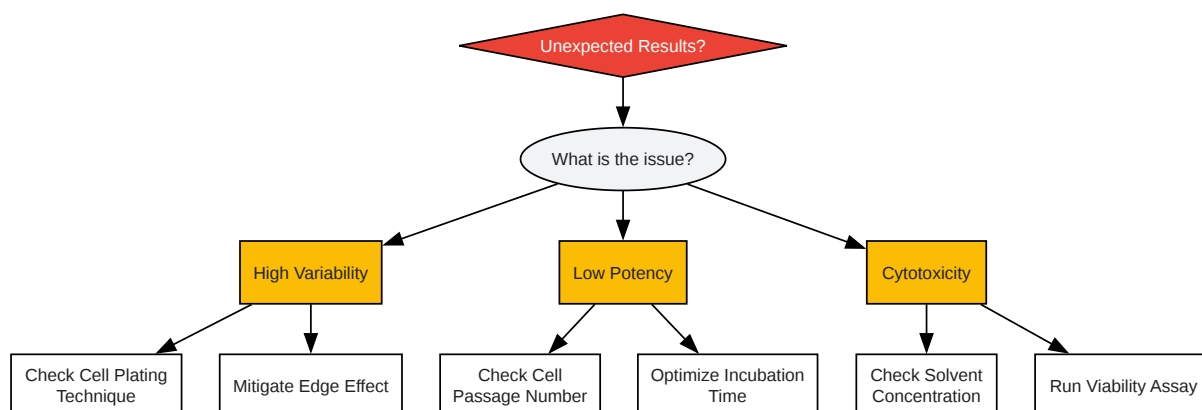 Unexpected Results?
What is the issue?
High Variability
Low Potency
Cytotoxicity
Check Cell Plating
Technique
Mitigate Edge Effect
Check Cell
Passage Number
Optimize Incubation
Time
Check Solvent
Concentration
Run Viability Assay